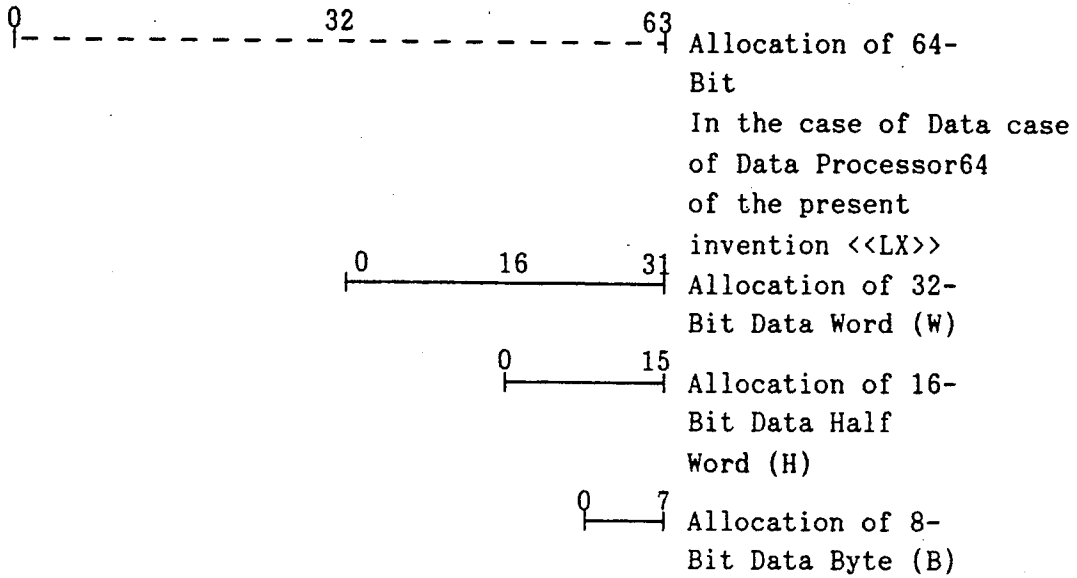 0 32 63
Allocation of 64-
Bit
In the case of Data case
of Data Processor64
of the present
invention <<LX>>
0 16 31
Allocation of 32-
Bit Data Word (W)
0 15
Allocation of 16-
Bit Data Half
Word (H)
0 7
Allocation of 8-
Bit Data Byte (B)